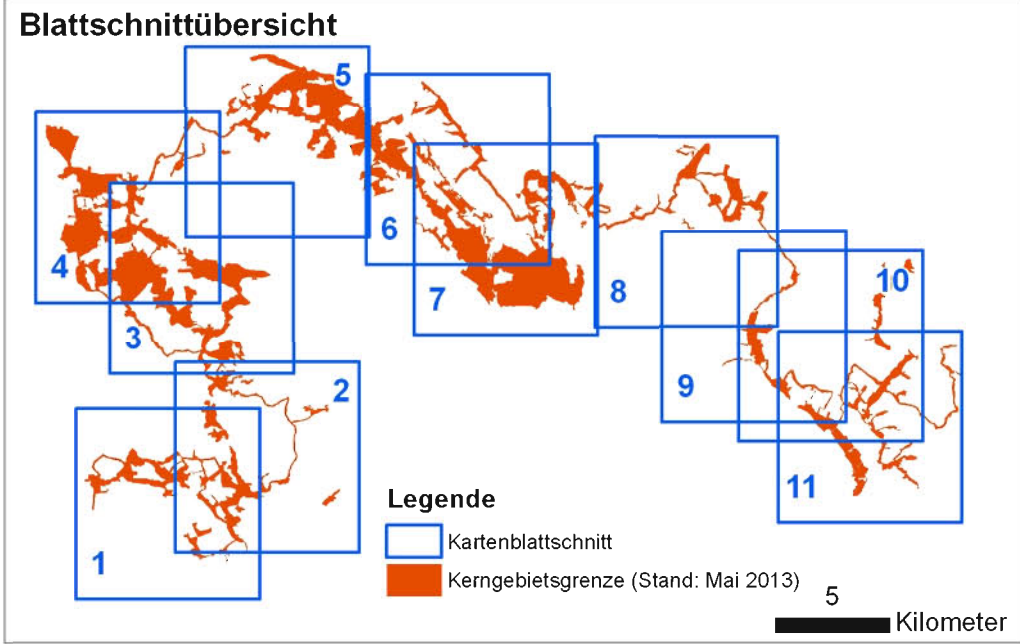 Blattschnittübersicht
5
4
6
10
7
8
3
9
2
11
1
Legende
Kartenblattschnitt
Kerngebietsgrenze (Stand: Mai 2013)
5
Kilometer